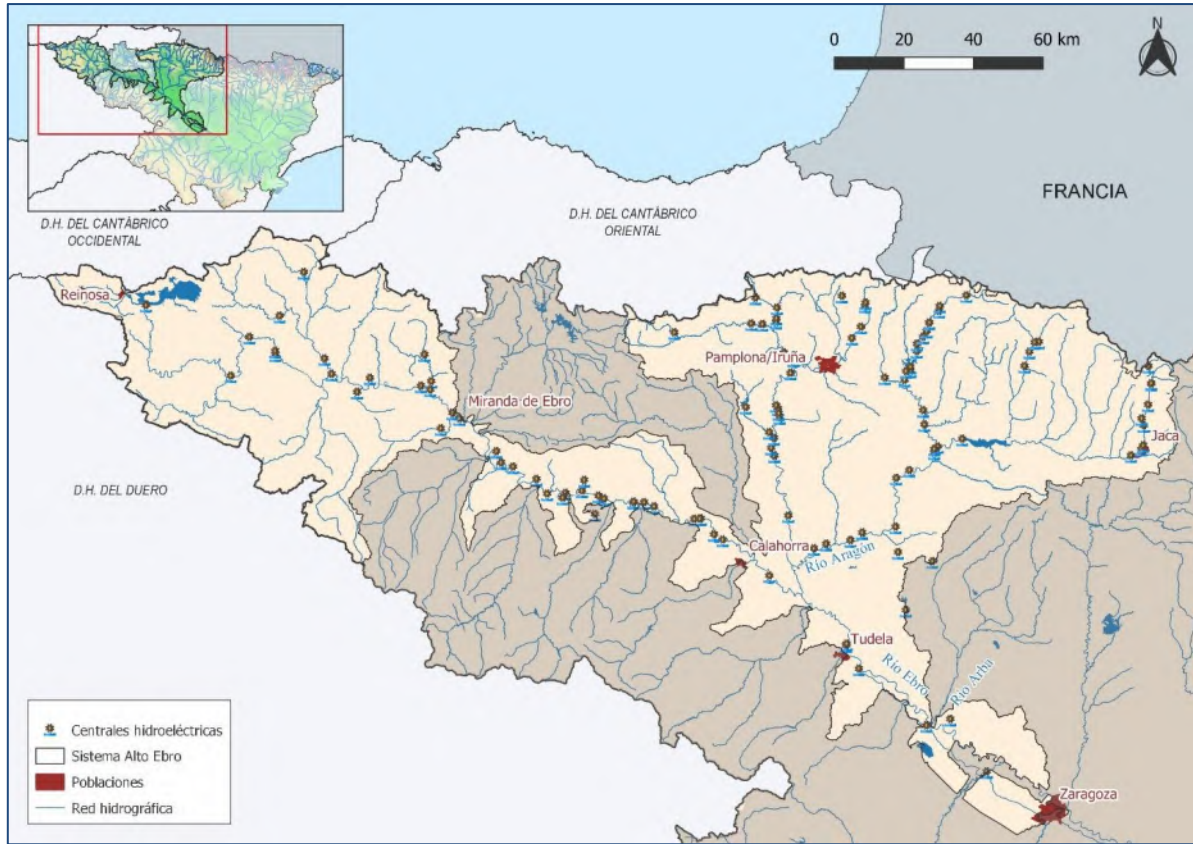 0 20 40 60 km
N
FRANCIA
D.H. DEL CANTÁBRICO
OCCIDENTAL
D.H. DEL CANTÁBRICO
ORIENTAL
Reinosa
Pamplona/Iruña
Miranda de Ebro
Jaca
D.H. DEL DUERO
Calahorra
Río Aragón
Tudela
Río Ebro
Río Arba
Zaragoza
Centrales hidroeléctricas
Sistema Alto Ebro
Poblaciones
Red hidrográfica